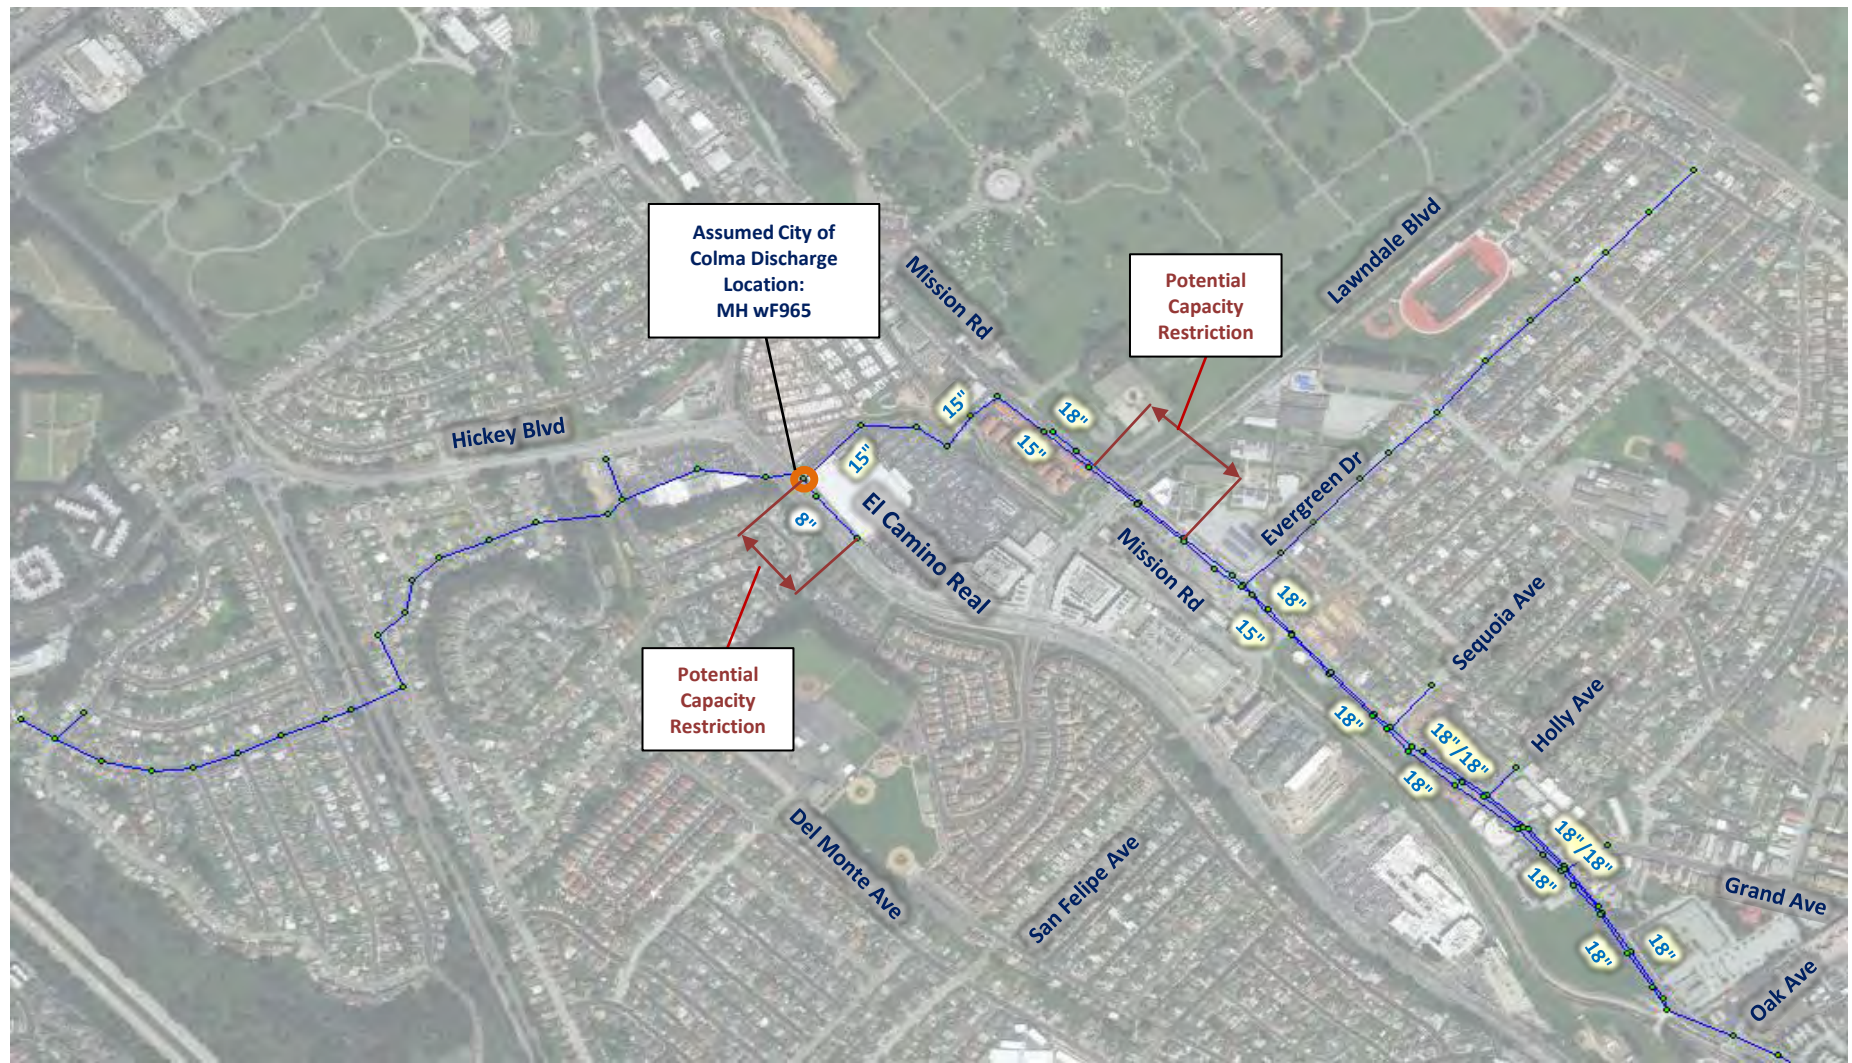 Assumed City of
Colma Discharge
Location:
MH wF965
Mission Rd
Potential
Capacity
Restriction
Lawndale Blvd
Hickey Blvd
15"
15"
18"
15"
8"
El Camino Real
Evergreen Dr
Mission Rd
18"
15"
Sequoia Ave
Potential
Capacity
Restriction
Holly Ave
18"
18"/18"
18"
Del Monte Ave
San Felipe Ave
18"/18"
18"
Grand Ave
18"
18"
Oak Ave